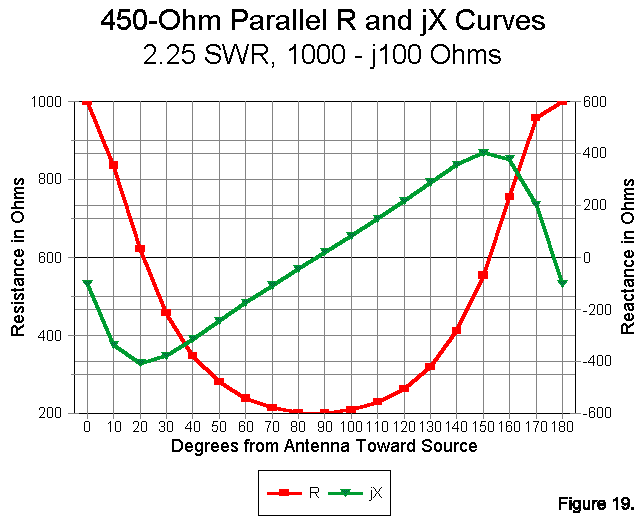 450-Ohm Parallel R and jX Curves
2.25 SWR, 1000 - j100 Ohms
1000
800
600
400
200
Resistance in Ohms
600
400
200
0
-200
-400
-600
Reactance in Ohms
0 10 20 30 40 50 60 70 80 90 100 110 120 130 140 150 160 170 180
Degrees from Antenna Toward Source
R jX
Figure 19.